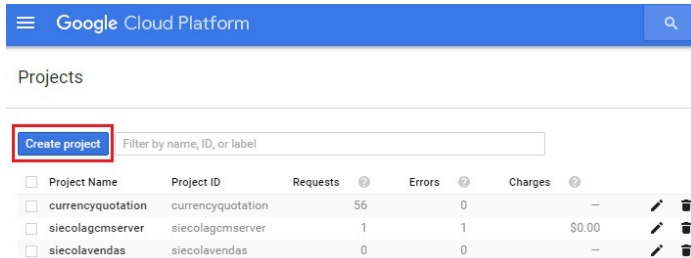 Google Cloud Platform
Projects
Create project Filter by name, ID, or label
Project Name Project ID Requests ? Errors ? Charges ?
currencyquotation currencyquotation 56 0 —
siecolagcmserver siecolagcmserver 1 1 $0.00
siecolavendas siecolavendas 0 0 —